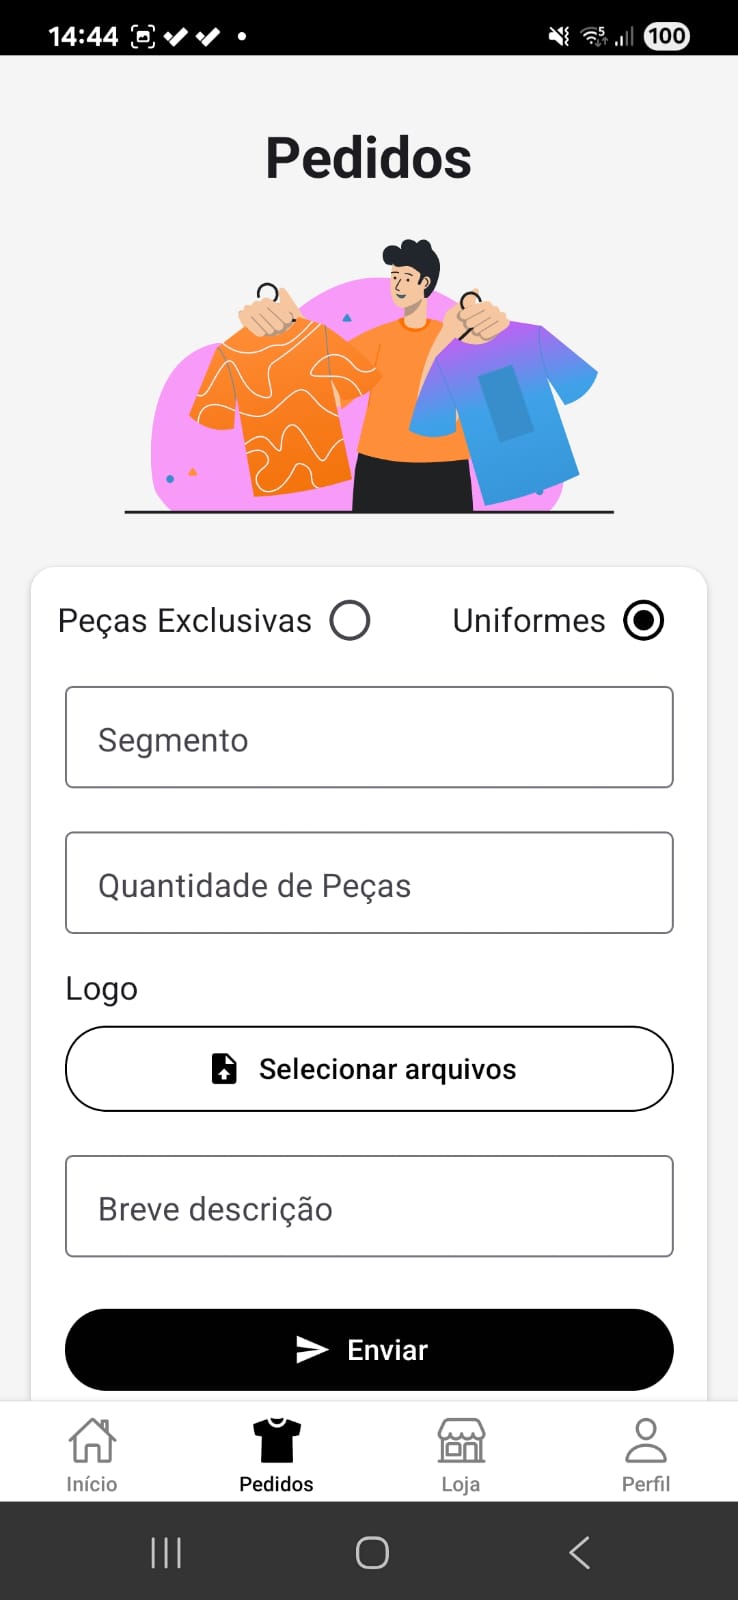 14:44
5
100
Pedidos
Peças Exclusivas
Uniformes
Segmento
Quantidade de Peças
Logo
Selecionar arquivos
Breve descrição
Enviar
Início
Pedidos
Loja
Perfil